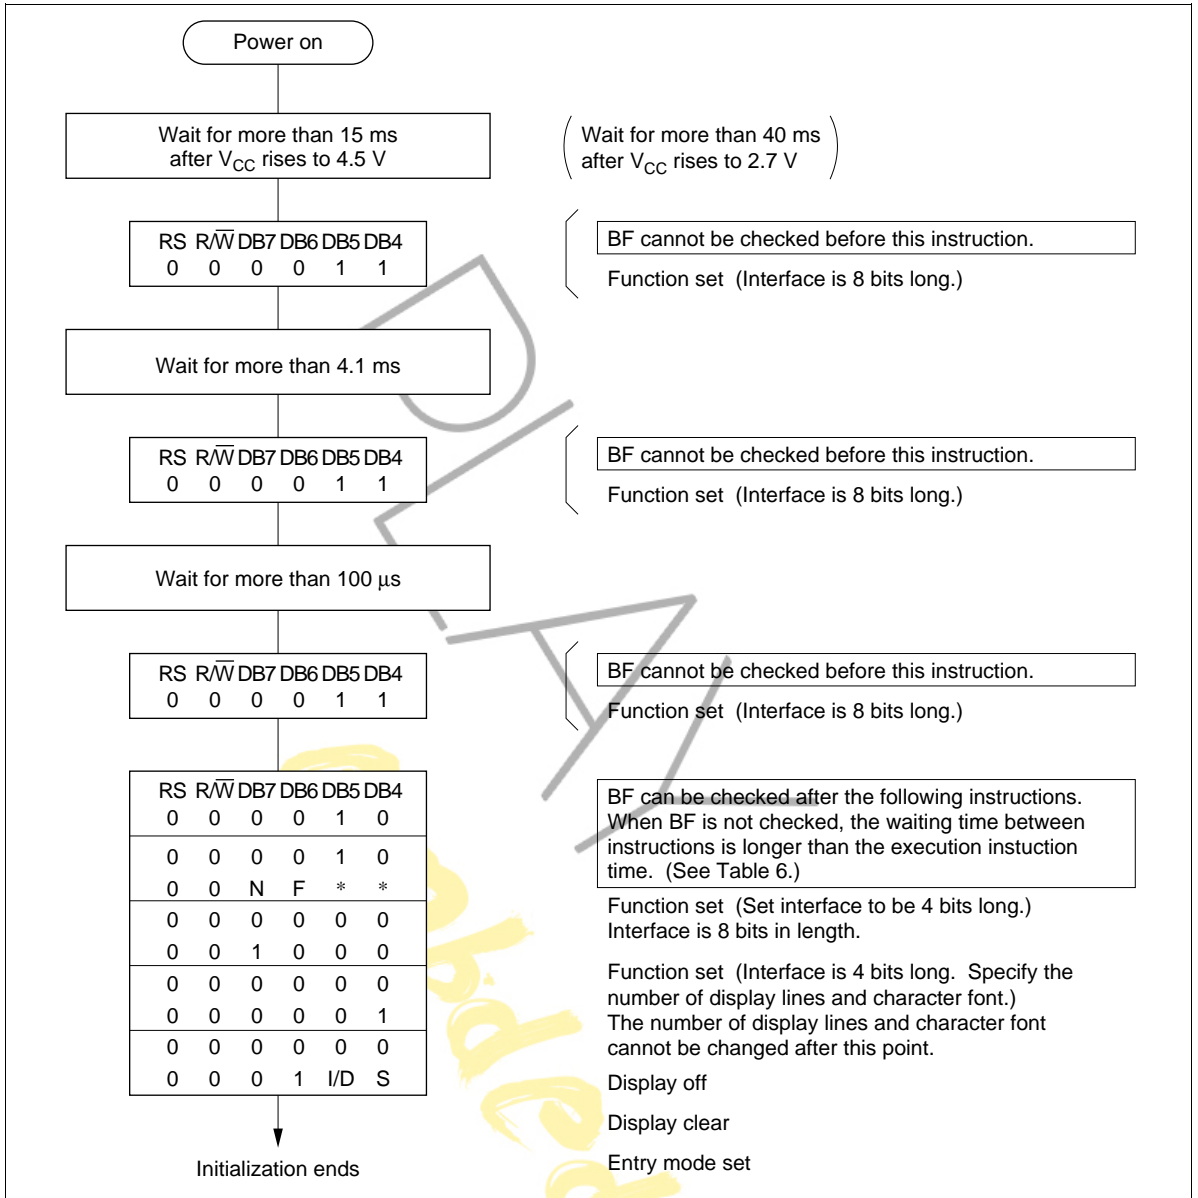 Power on
Wait for more than 15 ms
after VCC rises to 4.5 V
Wait for more than 40 ms
after VCC rises to 2.7 V
RS R/W̅ DB7 DB6 DB5 DB4
0 0 0 0 1 1
BF cannot be checked before this instruction.
Function set (Interface is 8 bits long.)
Wait for more than 4.1 ms
RS R/W̅ DB7 DB6 DB5 DB4
0 0 0 0 1 1
BF cannot be checked before this instruction.
Function set (Interface is 8 bits long.)
Wait for more than 100 μs
RS R/W̅ DB7 DB6 DB5 DB4
0 0 0 0 1 1
BF cannot be checked before this instruction.
Function set (Interface is 8 bits long.)
RS R/W̅ DB7 DB6 DB5 DB4
0 0 0 0 1 0
0 0 0 0 1 0
0 0 N F * *
0 0 0 0 0 0
0 0 1 0 0 0
0 0 0 0 0 0
0 0 0 0 0 1
0 0 0 0 0 0
0 0 0 1 I/D S
Initialization ends
BF can be checked after the following instructions.
When BF is not checked, the waiting time between
instructions is longer than the execution instuction
time. (See Table 6.)
Function set (Set interface to be 4 bits long.)
Interface is 8 bits in length.
Function set (Interface is 4 bits long. Specify the
number of display lines and character font.)
The number of display lines and character font
cannot be changed after this point.
Display off
Display clear
Entry mode set